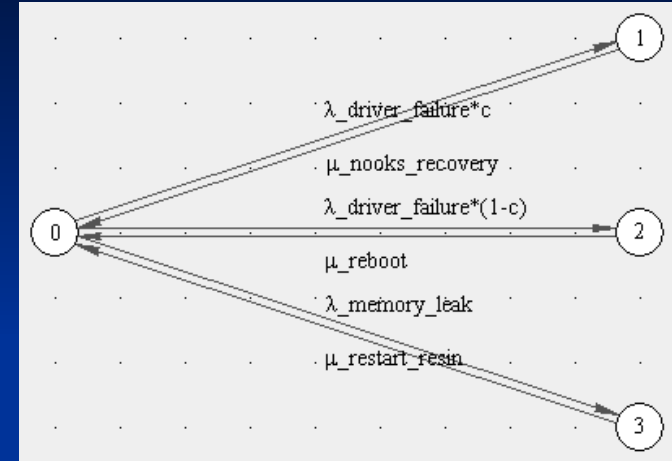 1
λ_driver_failure*c
μ_nooks_recovery
λ_driver_failure*(1-c)
0
2
μ_reboot
λ_memory_leak
μ_restart_resin
3